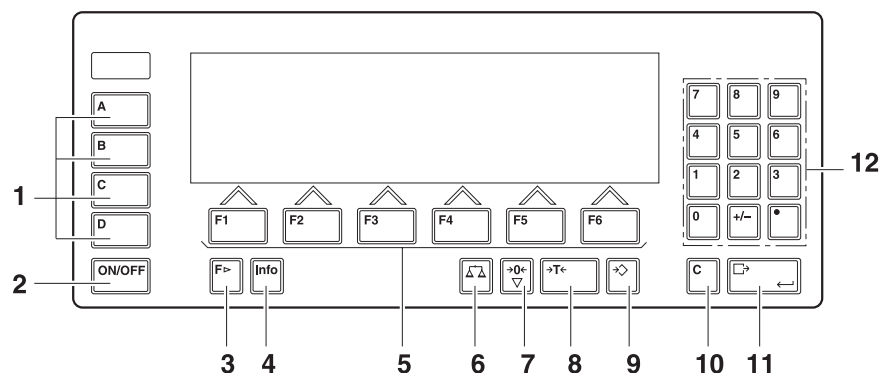 7 8 9
A
B 4 5 6
12
C 1 2 3
1
F1 F2 F3 F4 F5 F6
D 0 +/− •
ON/OFF F▹ Info →0← →T← C
2
3 4 5 6 7 8 9 10 11